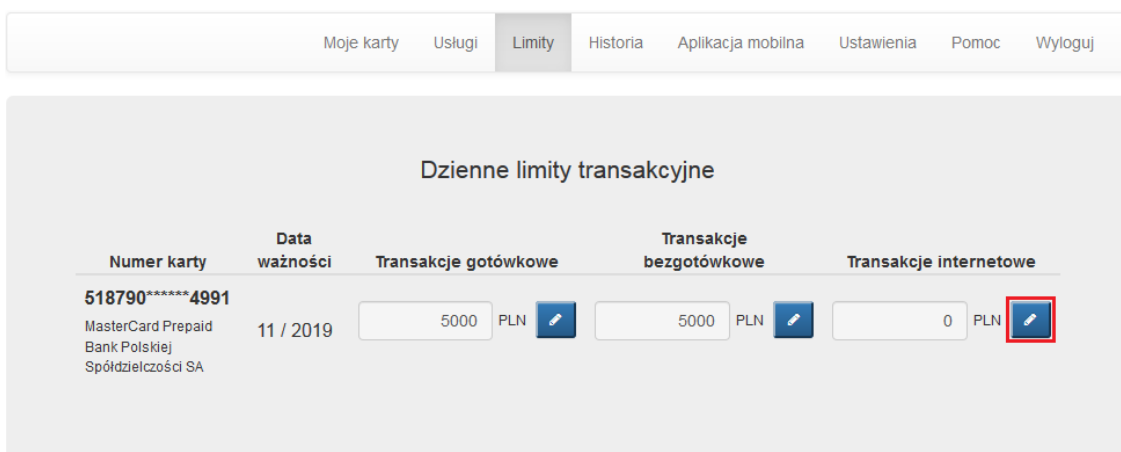 Moje karty Usługi Limity Historia Aplikacja mobilna Ustawienia Pomoc Wyloguj
Dzienne limity transakcyjne
Data Transakcje
Numer karty ważności Transakcje gotówkowe bezgotówkowe Transakcje internetowe
518790******4991
MasterCard Prepaid
Bank Polskiej
Spółdzielczości SA
11 / 2019 5000 PLN 5000 PLN 0 PLN